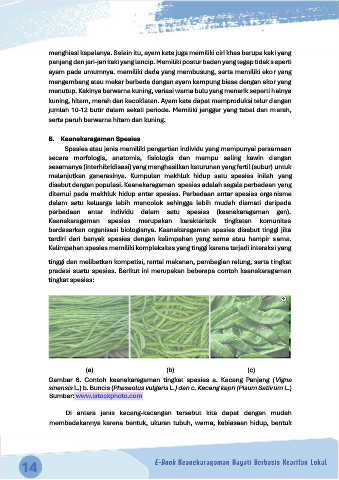 menghiasi kepalanya. Selain itu, ayam kate juga memiliki ciri khas berupa kaki yang
panjang dan jari-jari kaki yang lancip. Memiliki postur badan yang tegap tidak seperti
ayam pada umumnya. memiliki dada yang membusung, serta memiliki ekor yang
mengembang atau mekar berbeda dengan ayam kampung biasa dengan ekor yang
menutup. Kakinya berwarna kuning, variasi warna bulu yang menarik seperti halnya
kuning, hitam, merah dan kecoklatan. Ayam kate dapat memproduksi telur dengan
jumlah 10-12 butir dalam sekali periode. Memiliki jengger yang tebal dan merah,
serta paruh berwarna hitam dan kuning.
6. Keanekaragaman Spesies
Spesies atau jenis memiliki pengertian individu yang mempunyai persamaan
secara morfologis, anatomis, fisiologis dan mampu saling kawin dengan
sesamanya (interhibridisasi) yang menghasilkan keturunan yang fertil (subur) untuk
melanjutkan generasinya. Kumpulan makhluk hidup satu spesies inilah yang
disebut dengan populasi. Keanekaragaman spesies adalah segala perbedaan yang
ditemui pada makhluk hidup antar spesies. Perbedaan antar spesies organisme
dalam satu keluarga lebih mencolok sehingga lebih mudah diamati daripada
perbedaan antar individu dalam satu spesies (keanekaragaman gen).
Keanekaragaman spesies merupakan karakteristik tingkatan komunitas
berdasarkan organisasi biologisnya. Keanekaragaman spesies disebut tinggi jika
terdiri dari banyak spesies dengan kelimpahan yang sama atau hampir sama.
Kelimpahan spesies memiliki kompleksitas yang tinggi karena terjadi interaksi yang
tinggi dan melibatkan kompetisi, rantai makanan, pembagian relung, serta tingkat
predasi suatu spesies. Berikut ini merupakan beberapa contoh keanekaragaman
tingkat spesies:
(a) (b) (c)
Gambar 6. Contoh keanekaragaman tingkat spesies a. Kacang Panjang (Vigna
sinensis L.) b. Buncis (Phaseolus vulgaris L.) dan c. Kacang kapri (Pisum Sativum L.)
Sumber: www.istockphoto.com
Di antara jenis kacang-kacangan tersebut kita dapat dengan mudah
membedakannya karena bentuk, ukuran tubuh, warna, kebiasaan hidup, bentuk
14
E-Book Keanekaragaman Hayati Berbasis Kearifan Lokal